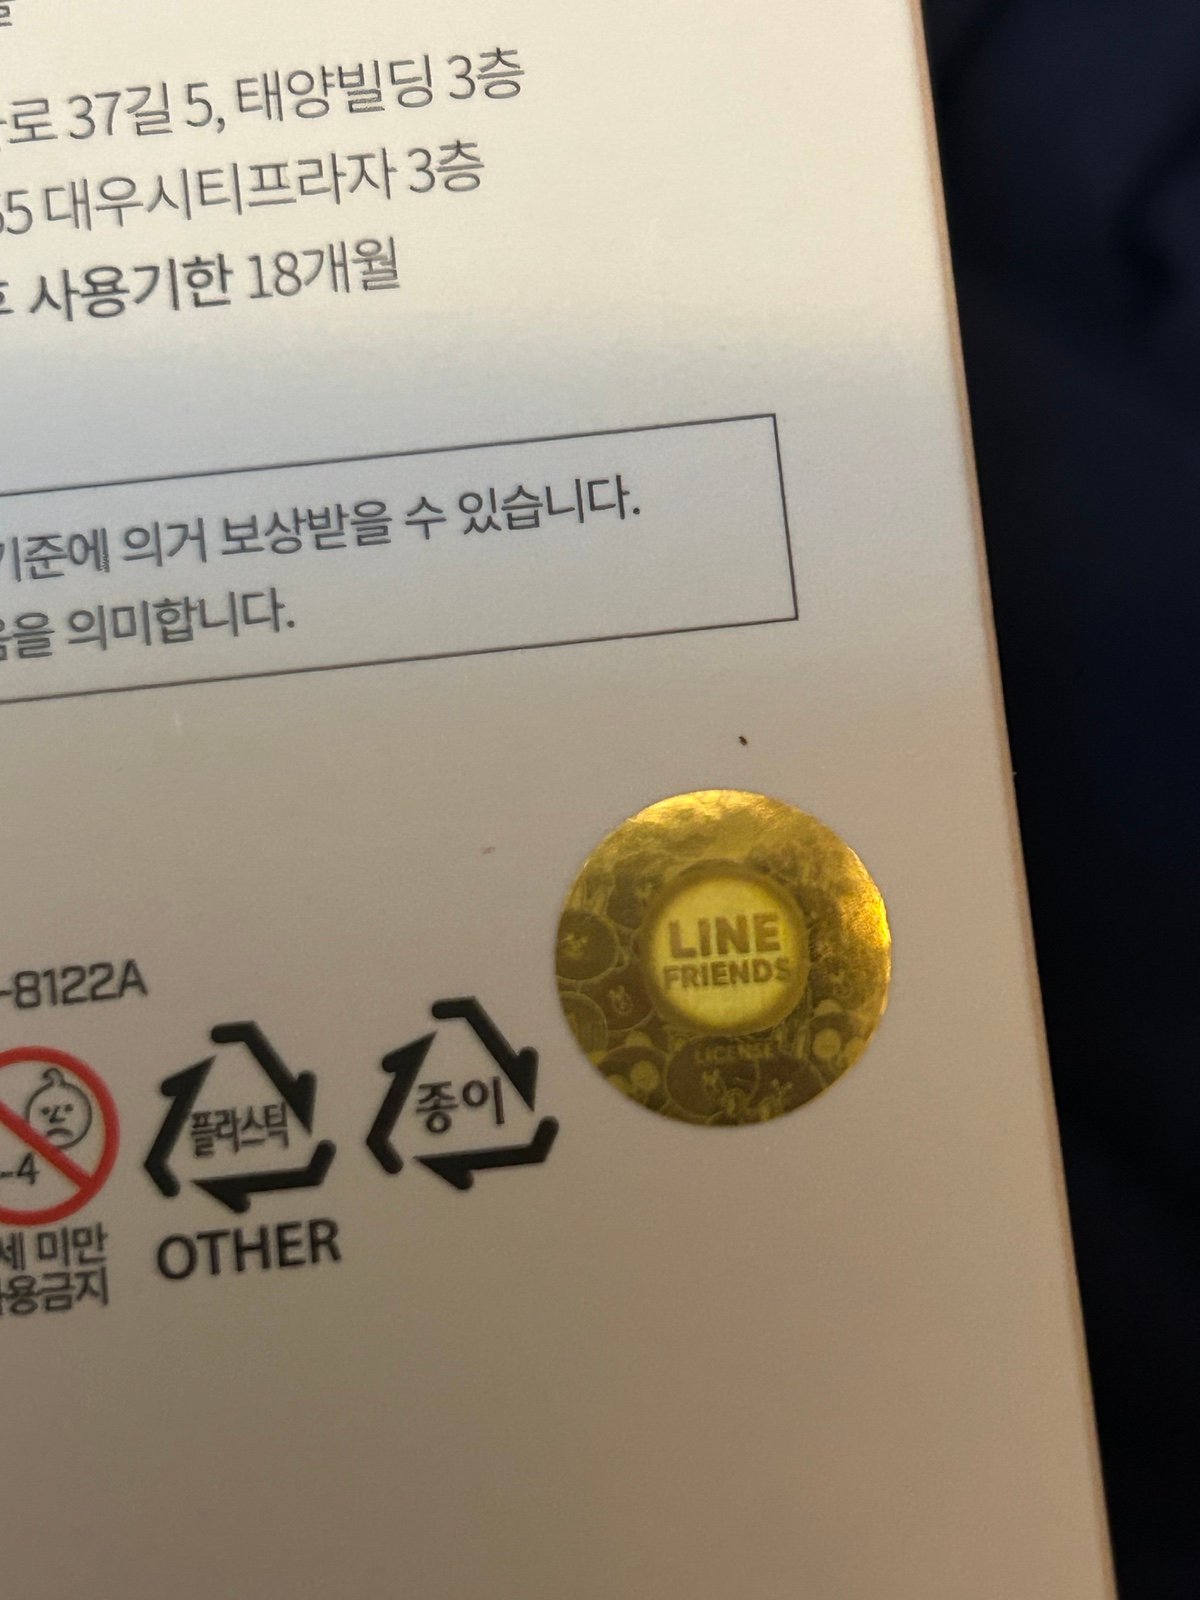 로 37길 5, 태양빌딩 3층
65 대우시티프라자 3층
사용기한 18개월
기준에 의거 보상받을 수 있습니다.
을 의미합니다.
LINE
FRIENDS
LICENSE
-8122A
플라스틱
종이
-4
OTHER
세 미만
사용금지